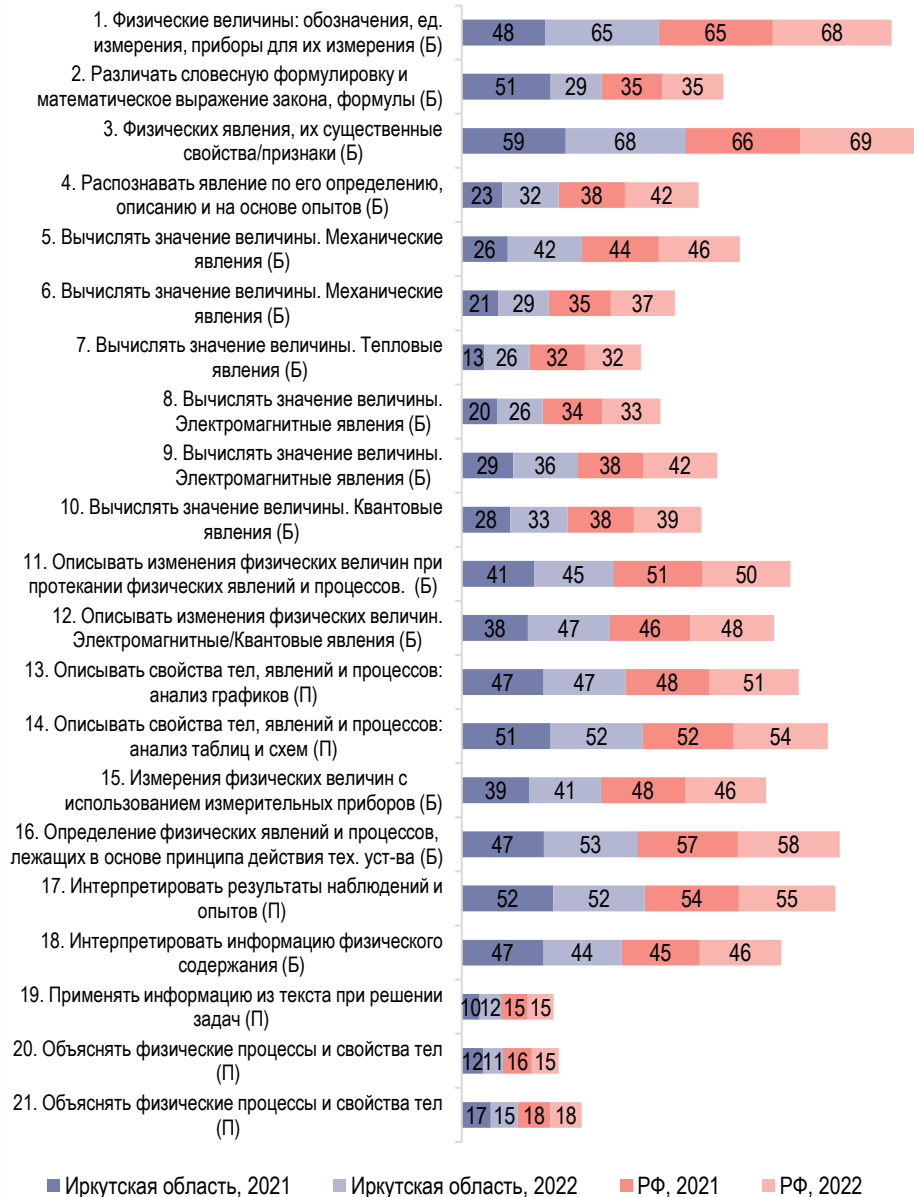 1. Физические величины: обозначения, ед.
измерения, приборы для их измерения (Б)
48 65 65 68
2. Различать словесную формулировку и
математическое выражение закона, формулы (Б)
51 29 35 35
3. Физических явления, их существенные
свойства/признаки (Б)
59 68 66 69
4. Распознавать явление по его определению,
описанию и на основе опытов (Б)
23 32 38 42
5. Вычислять значение величины. Механические
явления (Б)
26 42 44 46
6. Вычислять значение величины. Механические
явления (Б)
21 29 35 37
7. Вычислять значение величины. Тепловые
явления (Б)
13 26 32 32
8. Вычислять значение величины.
Электромагнитные явления (Б)
20 26 34 33
9. Вычислять значение величины.
Электромагнитные явления (Б)
29 36 38 42
10. Вычислять значение величины. Квантовые
явления (Б)
28 33 38 39
11. Описывать изменения физических величин при
протекании физических явлений и процессов. (Б)
41 45 51 50
12. Описывать изменения физических величин.
Электромагнитные/Квантовые явления (Б)
38 47 46 48
13. Описывать свойства тел, явлений и процессов:
анализ графиков (П)
47 47 48 51
14. Описывать свойства тел, явлений и процессов:
анализ таблиц и схем (П)
51 52 52 54
15. Измерения физических величин с
использованием измерительных приборов (Б)
39 41 48 46
16. Определение физических явлений и процессов,
лежащих в основе принципа действия тех. уст-ва (Б)
47 53 57 58
17. Интерпретировать результаты наблюдений и
опытов (П)
52 52 54 55
18. Интерпретировать информацию физического
содержания (Б)
47 44 45 46
19. Применять информацию из текста при решении
задач (П)
10 12 15 15
20. Объяснять физические процессы и свойства тел
(П)
12 11 16 15
21. Объяснять физические процессы и свойства тел
(П)
17 15 18 18
Иркутская область, 2021 Иркутская область, 2022 РФ, 2021 РФ, 2022